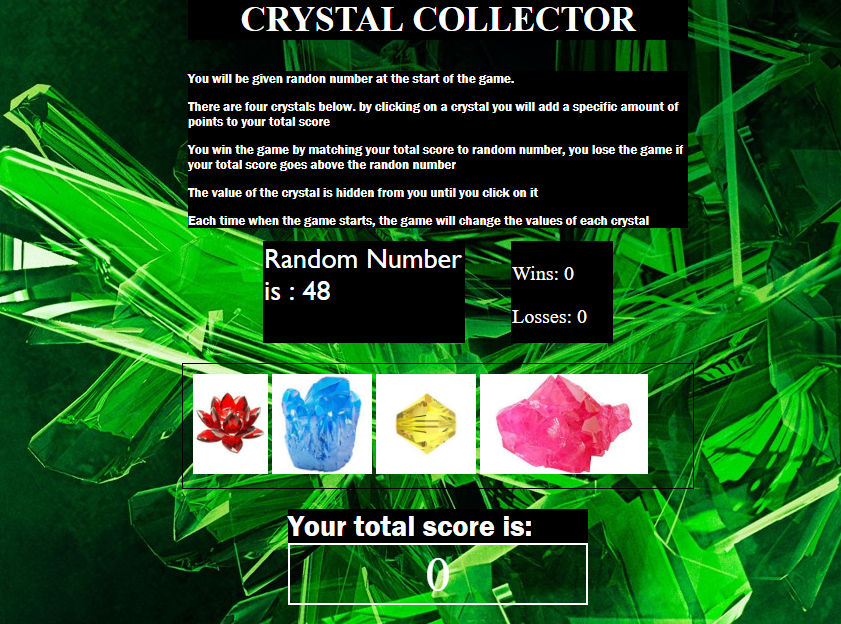 CRYSTAL COLLECTOR
You will be given randon number at the start of the game.
There are four crystals below. by clicking on a crystal you will add a specific amount of
points to your total score
You win the game by matching your total score to random number, you lose the game if
your total score goes above the randon number
The value of the crystal is hidden from you until you click on it
Each time when the game starts, the game will change the values of each crystal
Random Number
is : 48
Wins: 0
Losses: 0
Your total score is:
0